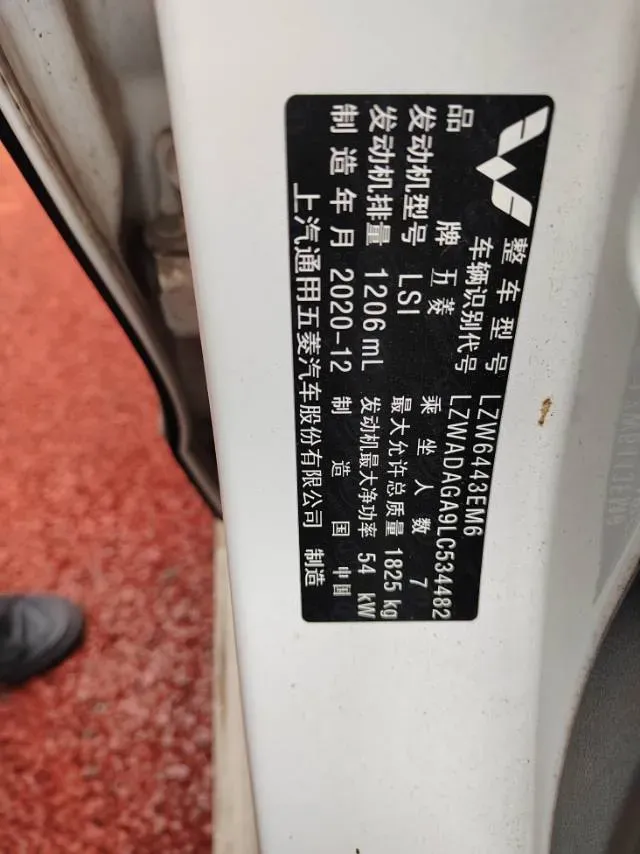 整车型号 LZW6443EM6
车辆识别代号 LZWADAGA9LC534482
品牌 五菱 乘坐人数 7
发动机型号 LSI 最大允许总质量 1825 kg
发动机排量 1206 mL 发动机最大净功率 54 kW
制造年月 2020-12 制造国 中国
上汽通用五菱汽车股份有限公司 制造